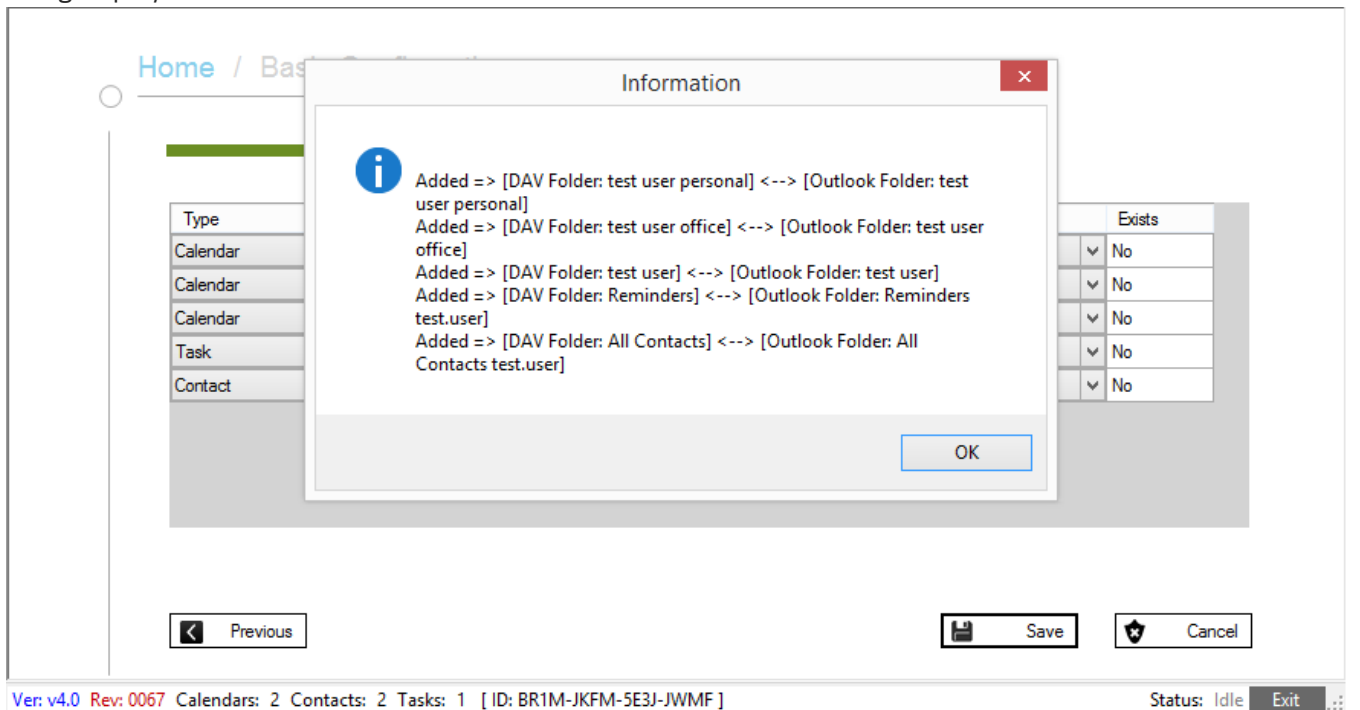 Home / Bas
Information
Added => [DAV Folder: test user personal] <--> [Outlook Folder: test
user personal]
Added => [DAV Folder: test user office] <--> [Outlook Folder: test user
office]
Added => [DAV Folder: test user] <--> [Outlook Folder: test user]
Added => [DAV Folder: Reminders] <--> [Outlook Folder: Reminders
test.user]
Added => [DAV Folder: All Contacts] <--> [Outlook Folder: All
Contacts test.user]
OK
Type Exists
Calendar No
Calendar No
Calendar No
Task No
Contact No
Previous Save Cancel
Ver: v4.0 Rev: 0067 Calendars: 2 Contacts: 2 Tasks: 1 [ ID: BR1M-JKFM-5E3J-JWMF ] Status: Idle Exit